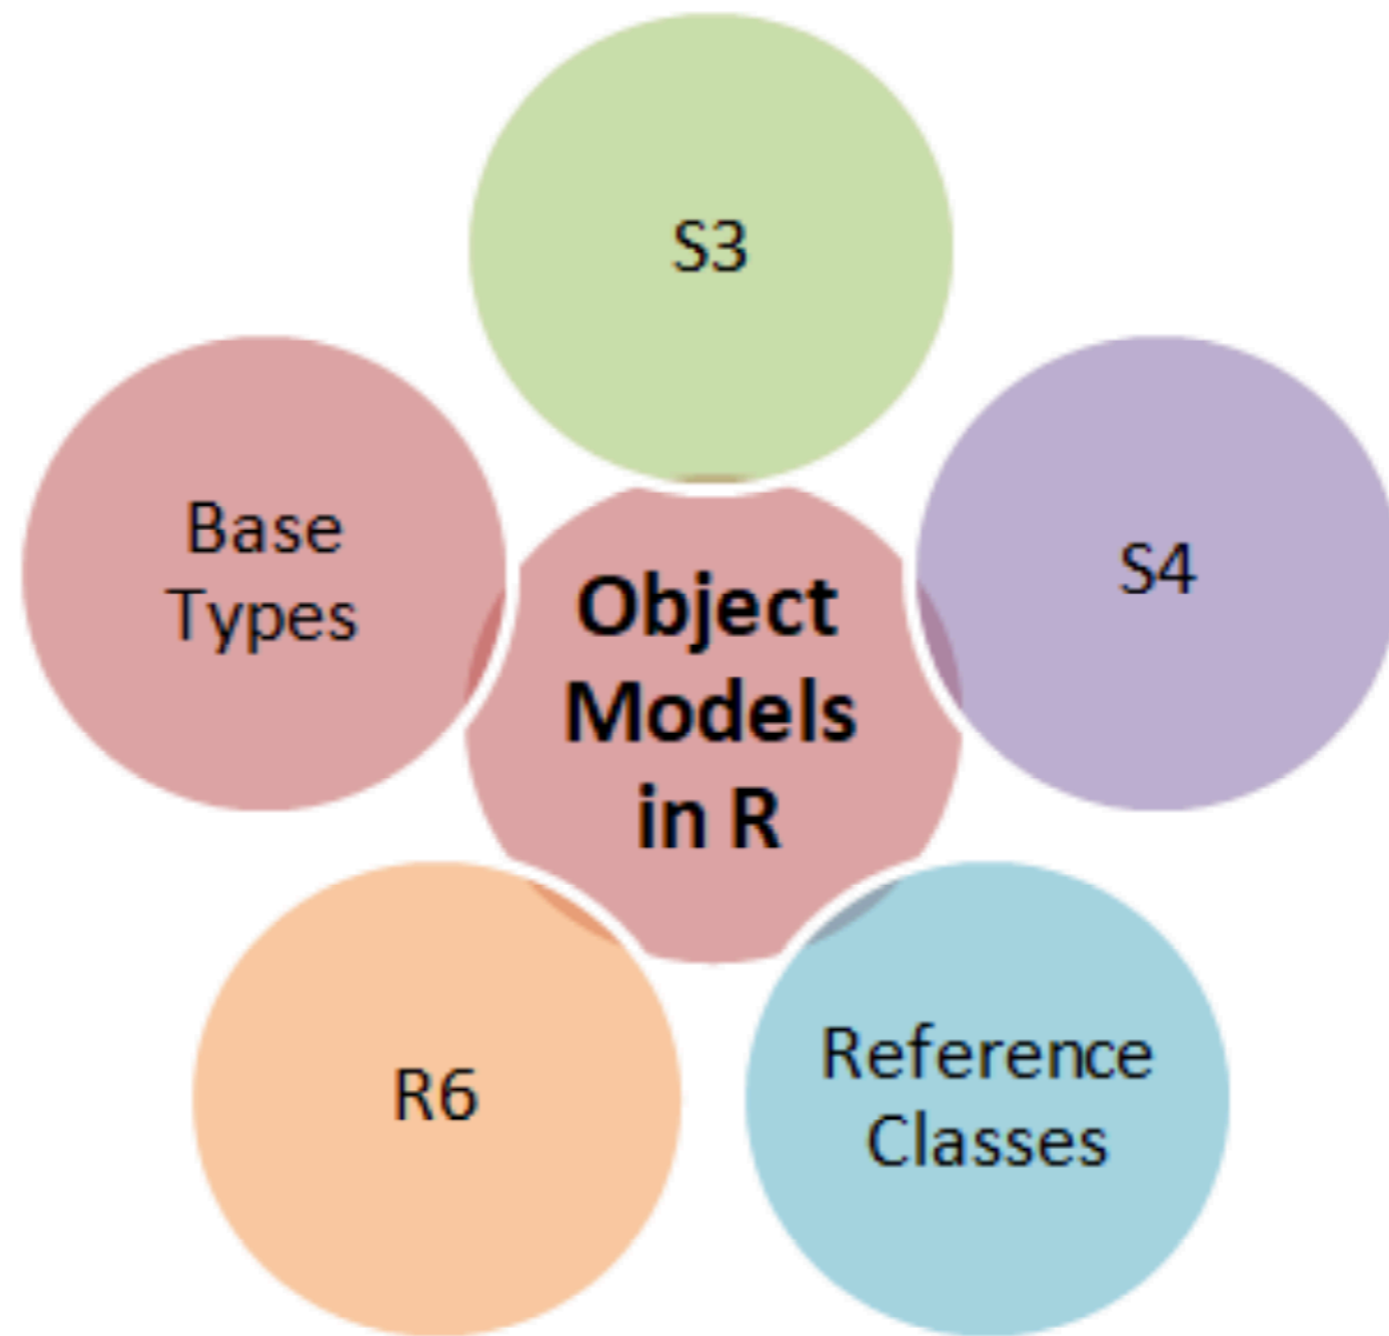 S3
Base
Types
S4
Object
Models
in R
R6
Reference
Classes